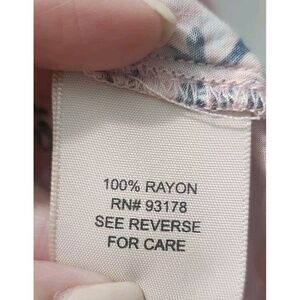 100% RAYON
RN# 93178
SEE REVERSE
FOR CARE